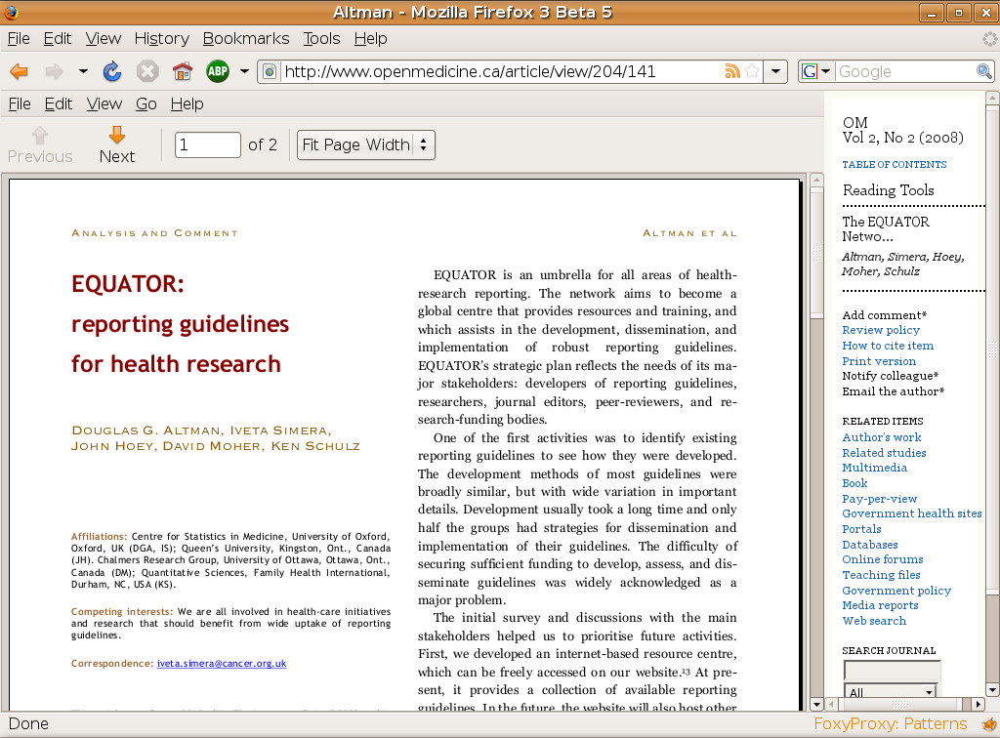 Altman - Mozilla Firefox 3 Beta 5
File Edit View History Bookmarks Tools Help
ABP http://www.openmedicine.ca/article/view/204/141 G Google
File Edit View Go Help
Previous Next 1 of 2 Fit Page Width
ANALYSIS AND COMMENT ALTMAN ET AL
EQUATOR:
reporting guidelines
for health research
DOUGLAS G. ALTMAN, IVETA SIMERA,
JOHN HOEY, DAVID MOHER, KEN SCHULZ
Affiliations: Centre for Statistics in Medicine, University of Oxford,
Oxford, UK (DGA, IS); Queen's University, Kingston, Ont., Canada
(JH). Chalmers Research Group, University of Ottawa, Ottawa, Ont.,
Canada (DM); Quantitative Sciences, Family Health International,
Durham, NC, USA (KS).
Competing interests: We are all involved in health-care initiatives
and research that should benefit from wide uptake of reporting
guidelines.
Correspondence: iveta.simera@cancer.org.uk
EQUATOR is an umbrella for all areas of health-
research reporting. The network aims to become a
global centre that provides resources and training, and
which assists in the development, dissemination, and
implementation of robust reporting guidelines.
EQUATOR's strategic plan reflects the needs of its ma-
jor stakeholders: developers of reporting guidelines,
researchers, journal editors, peer-reviewers, and re-
search-funding bodies.
One of the first activities was to identify existing
reporting guidelines to see how they were developed.
The development methods of most guidelines were
broadly similar, but with wide variation in important
details. Development usually took a long time and only
half the groups had strategies for dissemination and
implementation of their guidelines. The difficulty of
securing sufficient funding to develop, assess, and dis-
seminate guidelines was widely acknowledged as a
major problem.
The initial survey and discussions with the main
stakeholders helped us to prioritise future activities.
First, we developed an internet-based resource centre,
which can be freely accessed on our website.¹³ At pre-
sent, it provides a collection of available reporting
guidelines. In the future, the website will also host other
OM
Vol 2, No 2 (2008)
TABLE OF CONTENTS
Reading Tools
The EQUATOR
Netwo...
Altman, Simera, Hoey,
Moher, Schulz
Add comment*
Review policy
How to cite item
Print version
Notify colleague*
Email the author*
RELATED ITEMS
Author's work
Related studies
Multimedia
Book
Pay-per-view
Government health sites
Portals
Databases
Online forums
Teaching files
Government policy
Media reports
Web search
SEARCH JOURNAL
All
Done FoxyProxy: Patterns